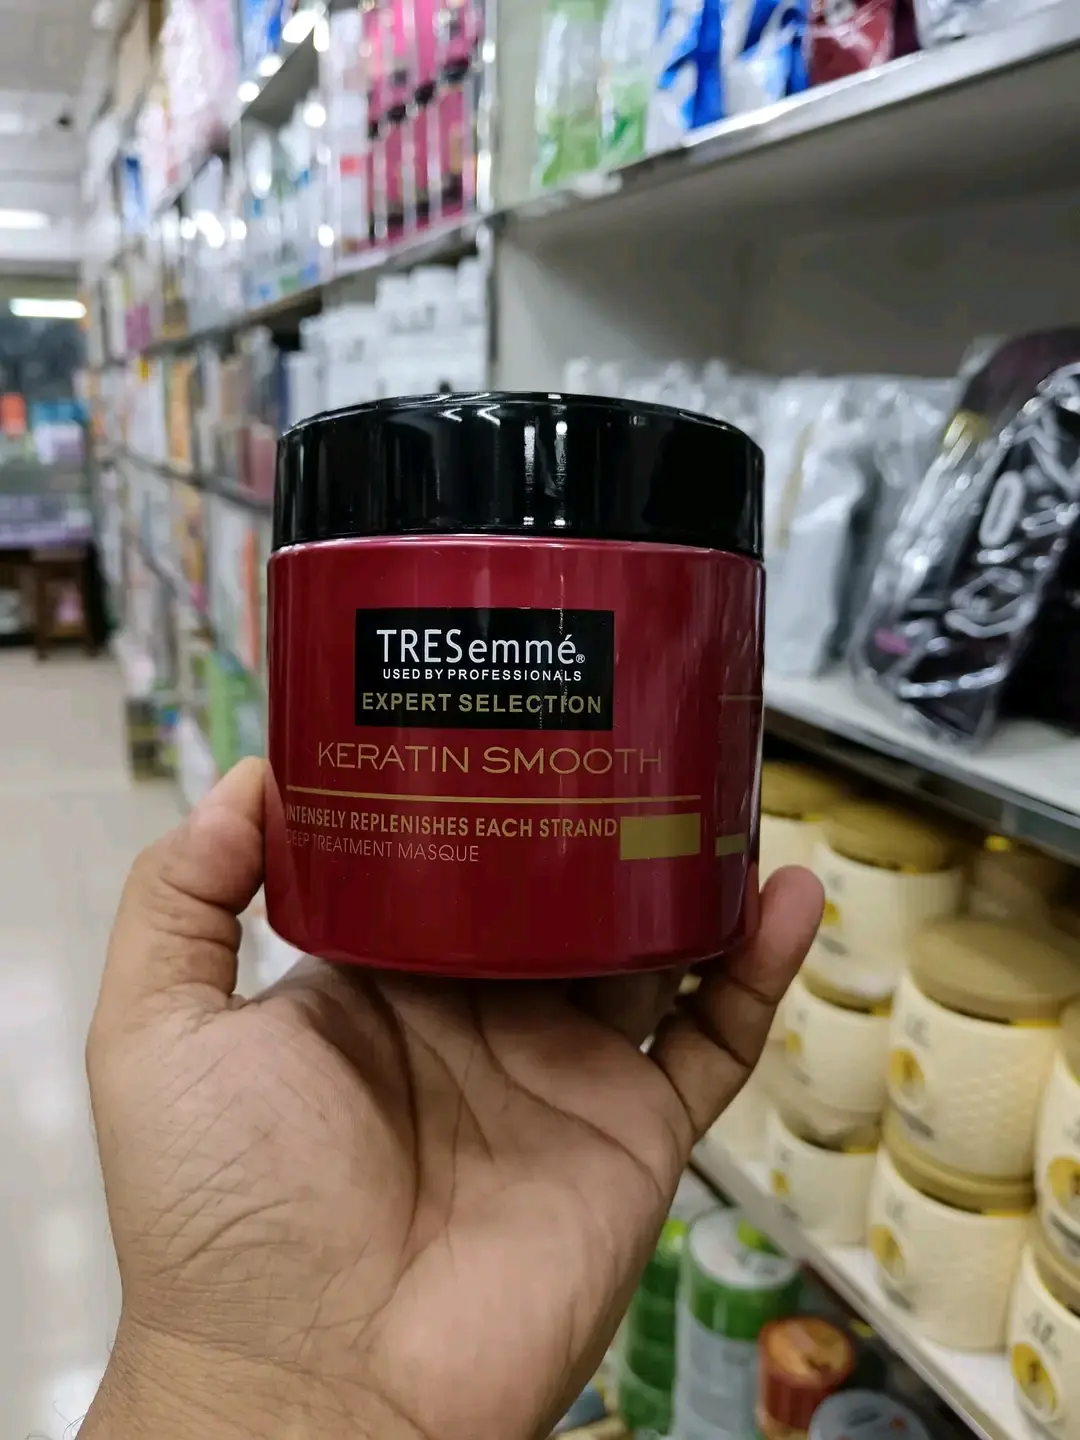 TRESemmé®
USED BY PROFESSIONALS
EXPERT SELECTION
KERATIN SMOOTH
INTENSELY REPLENISHES EACH STRAND
DEEP TREATMENT MASQUE